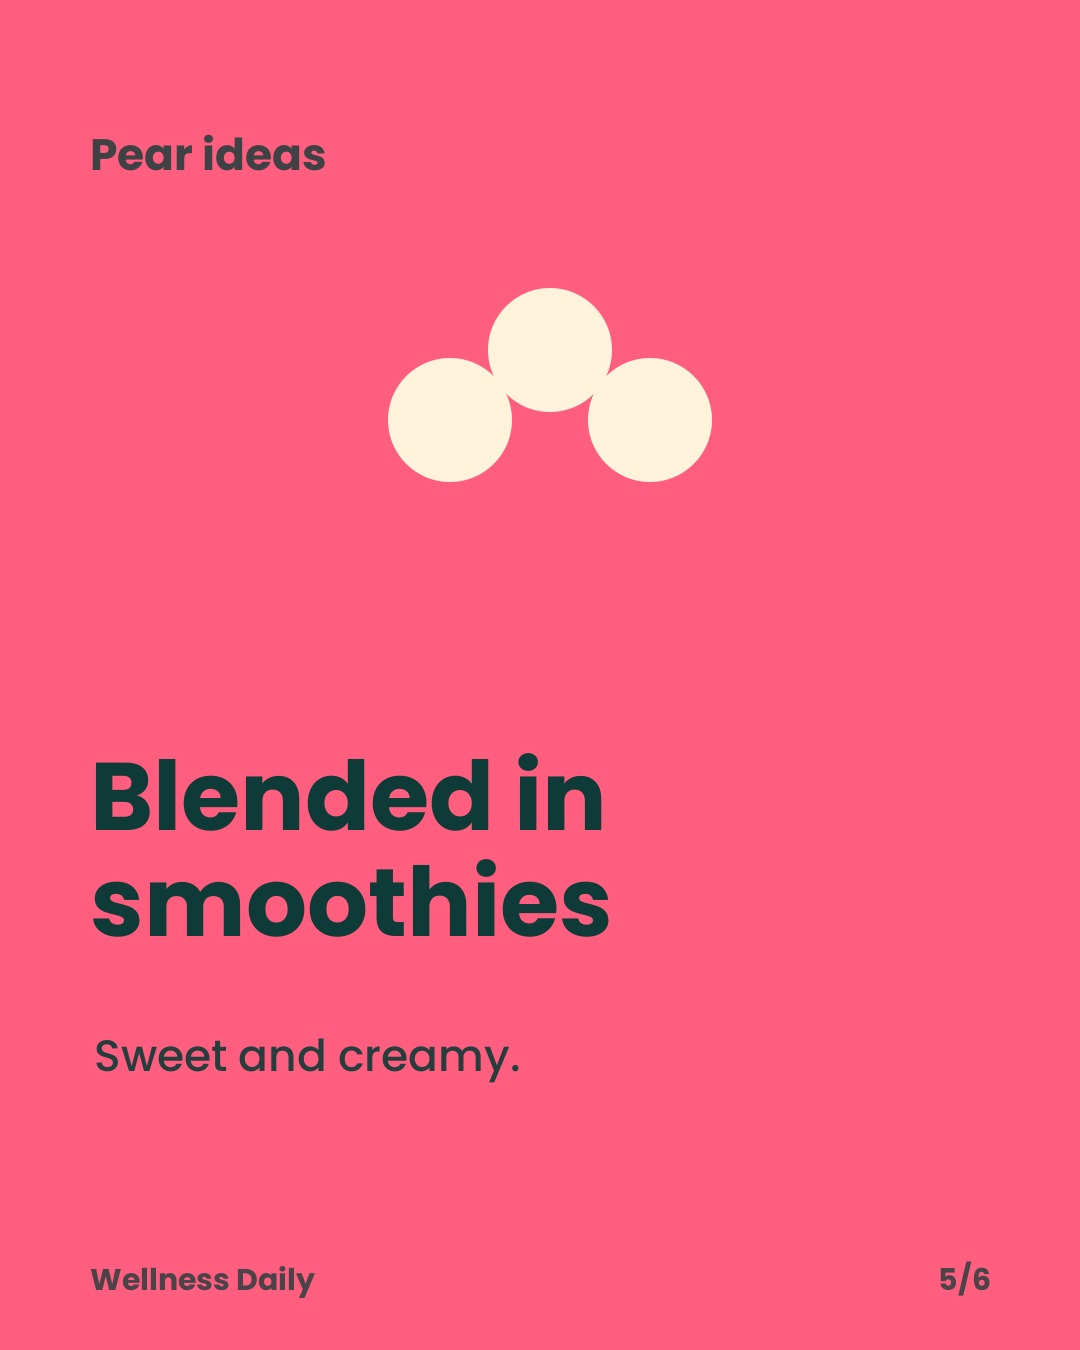 Pear ideas
Blended in
smoothies
Sweet and creamy.
Wellness Daily
5/6